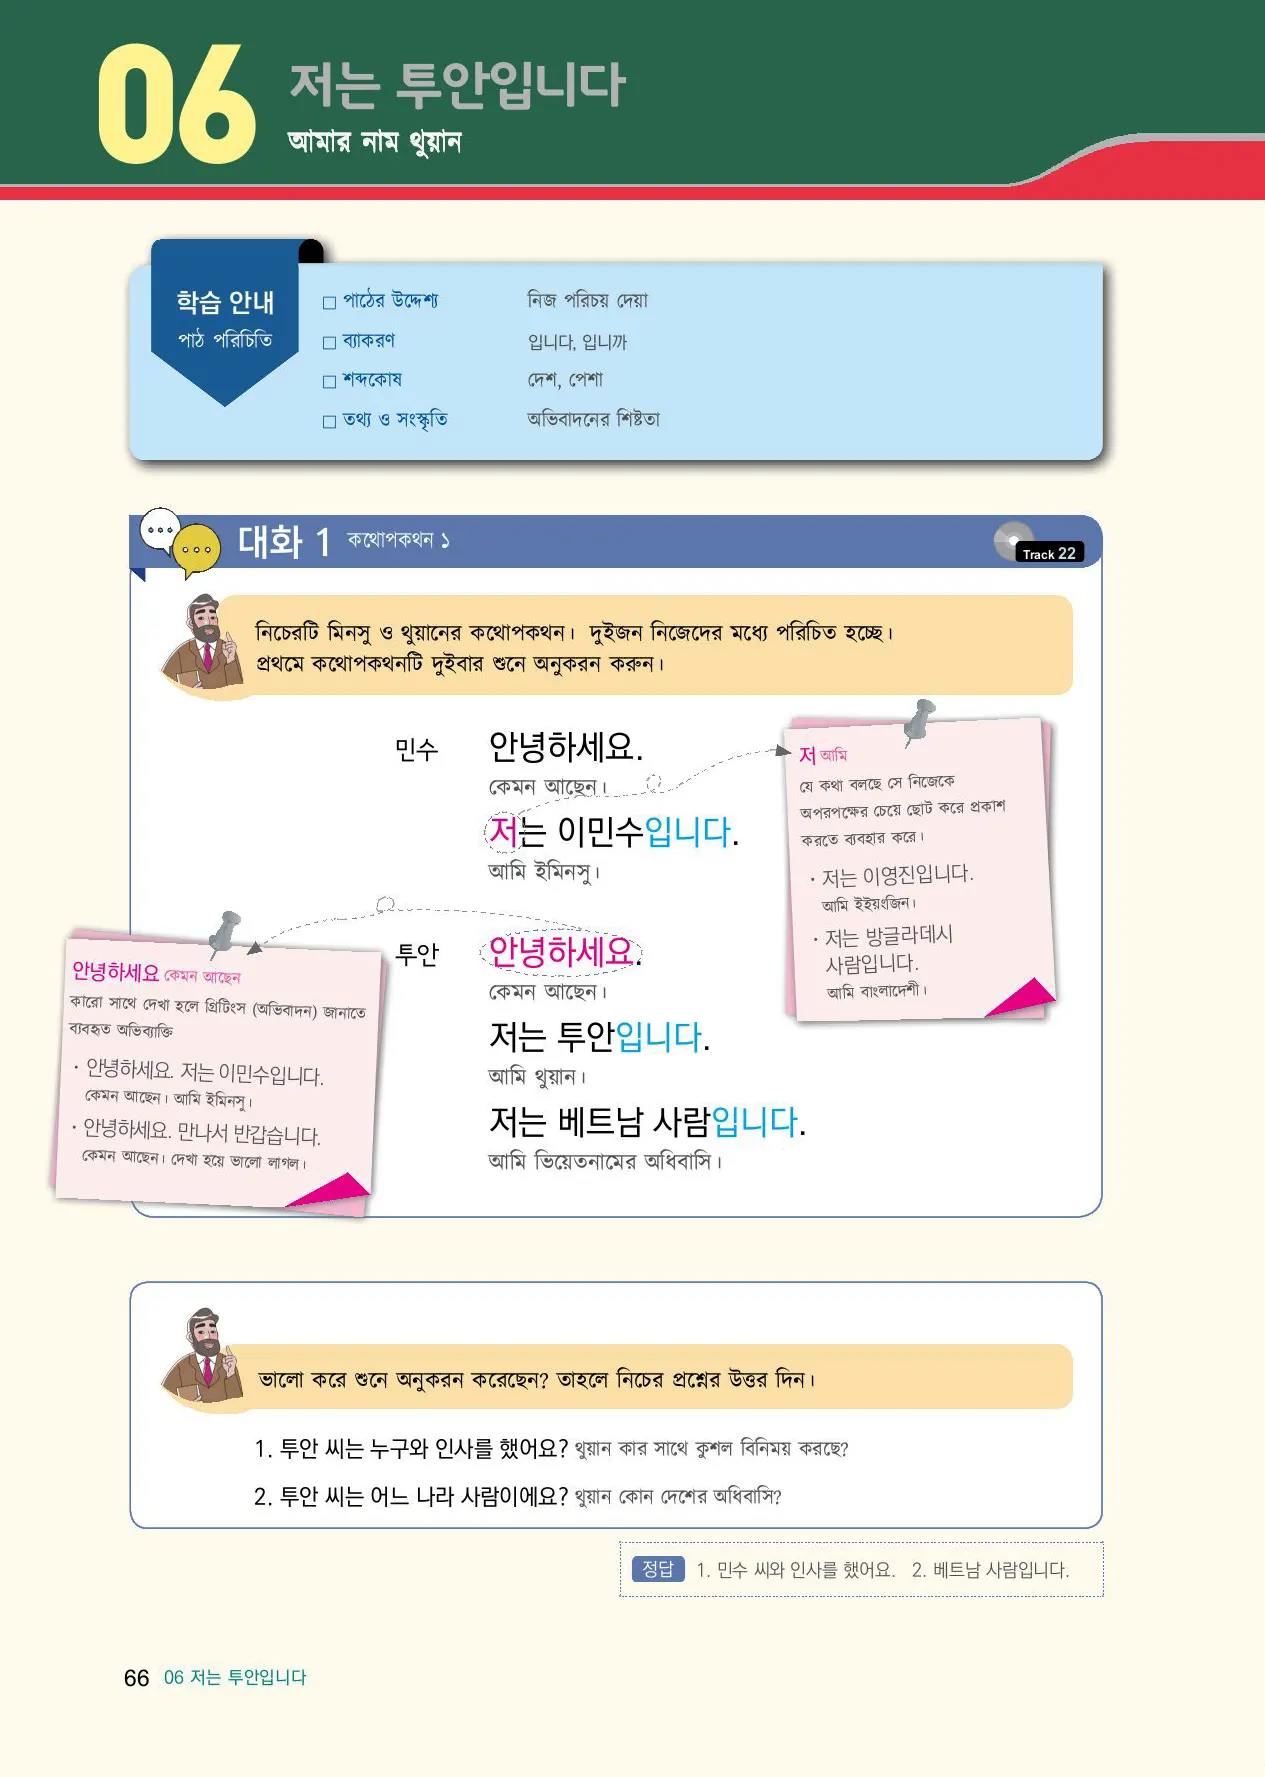 06
저는 투안입니다
আমার নাম থুয়ান
학습 안내
পাঠ পরিচিতি
□ পাঠের উদ্দেশ্য নিজ পরিচয় দেয়া
□ ব্যাকরণ 입니다, 입니까
□ শব্দকোষ দেশ, পেশা
□ তথ্য ও সংস্কৃতি অভিবাদনের শিষ্টতা
대화 1 কথোপকথন ১
Track 22
নিচেরটি মিনসু ও থুয়ানের কথোপকথন। দুইজন নিজেদের মধ্যে পরিচিত হচ্ছে।
প্রথমে কথোপকথনটি দুইবার শুনে অনুকরন করুন।
민수 안녕하세요.
কেমন আছেন।
저는 이민수입니다.
আমি ইমিনসু।
저 আমি
যে কথা বলছে সে নিজেকে
অপরপক্ষের চেয়ে ছোট করে প্রকাশ
করতে ব্যবহার করে।
· 저는 이영진입니다.
আমি ইইয়ংজিন।
· 저는 방글라데시
사람입니다.
আমি বাংলাদেশী।
투안 안녕하세요.
কেমন আছেন।
저는 투안입니다.
আমি থুয়ান।
저는 베트남 사람입니다.
আমি ভিয়েতনামের অধিবাসি।
안녕하세요 কেমন আছেন
কারো সাথে দেখা হলে গ্রিটিংস (অভিবাদন) জানাতে
ব্যবহৃত অভিব্যাক্তি
· 안녕하세요. 저는 이민수입니다.
কেমন আছেন। আমি ইমিনসু।
· 안녕하세요. 만나서 반갑습니다.
কেমন আছেন। দেখা হয়ে ভালো লাগল।
ভালো করে শুনে অনুকরন করেছেন? তাহলে নিচের প্রশ্নের উত্তর দিন।
1. 투안 씨는 누구와 인사를 했어요? থুয়ান কার সাথে কুশল বিনিময় করছে?
2. 투안 씨는 어느 나라 사람이에요? থুয়ান কোন দেশের অধিবাসি?
정답 1. 민수 씨와 인사를 했어요. 2. 베트남 사람입니다.
66 06 저는 투안입니다